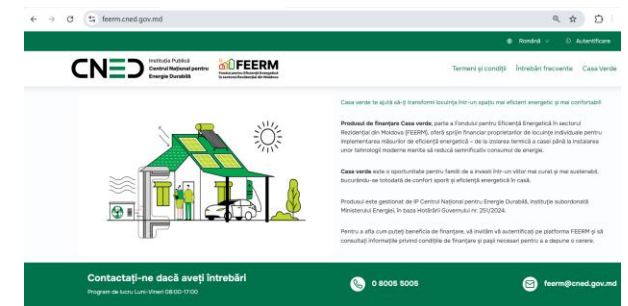 feerm.cned.gov.md
Română
Autentificare
CNED
Instituția Publică
Centrul Național pentru
Energie Durabilă
FEERM
Fondul pentru Eficiență Energetică
în sectorul Rezidențial din Moldova
Termeni și condiții Întrebări frecvente Casa Verde
Casa verde te ajută să-ți transformi locuința într-un spațiu mai eficient energetic și mai confortabil!
Produsul de finanțare Casa verde, parte a Fondului pentru Eficiență Energetică în sectorul
Rezidențial din Moldova (FEERM), oferă sprijin financiar proprietarilor de locuințe individuale pentru
implementarea măsurilor de eficiență energetică – de la izolarea termică a casei până la instalarea
unor tehnologii moderne menite să reducă semnificativ consumul de energie.
Casa verde este o oportunitate pentru familii de a investi într-un viitor mai curat și mai sustenabil,
bucurându-se totodată de confort sporit și eficiență energetică în casă.
Produsul este gestionat de IP Centrul Național pentru Energie Durabilă, instituție subordonată
Ministerului Energiei, în baza Hotărârii Guvernului nr. 251/2024.
Pentru a afla cum puteți beneficia de finanțare, vă invităm vă autentificați pe platforma FEERM și să
consultați informațiile privind condițiile de finanțare și pașii necesari pentru a a depune o cerere.
Contactați-ne dacă aveți întrebări
Program de lucru Luni-Vineri 08:00-17:00
0 8005 5005
feerm@cned.gov.md